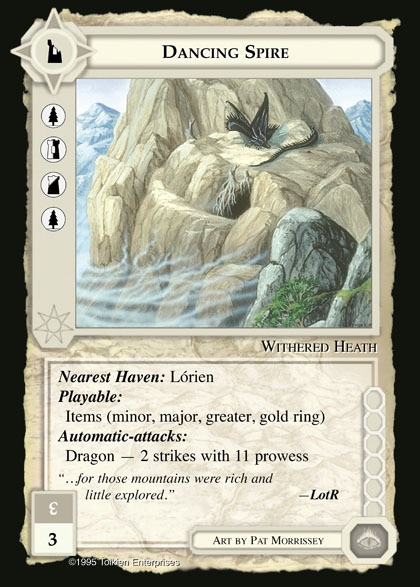 Dancing Spire
Withered Heath
Nearest Haven: Lórien
Playable:
Items (minor, major, greater, gold ring)
Automatic-attacks:
Dragon — 2 strikes with 11 prowess
“…for those mountains were rich and
little explored.” –LotR
3
Art by Pat Morrissey
©1995 Tolkien Enterprises